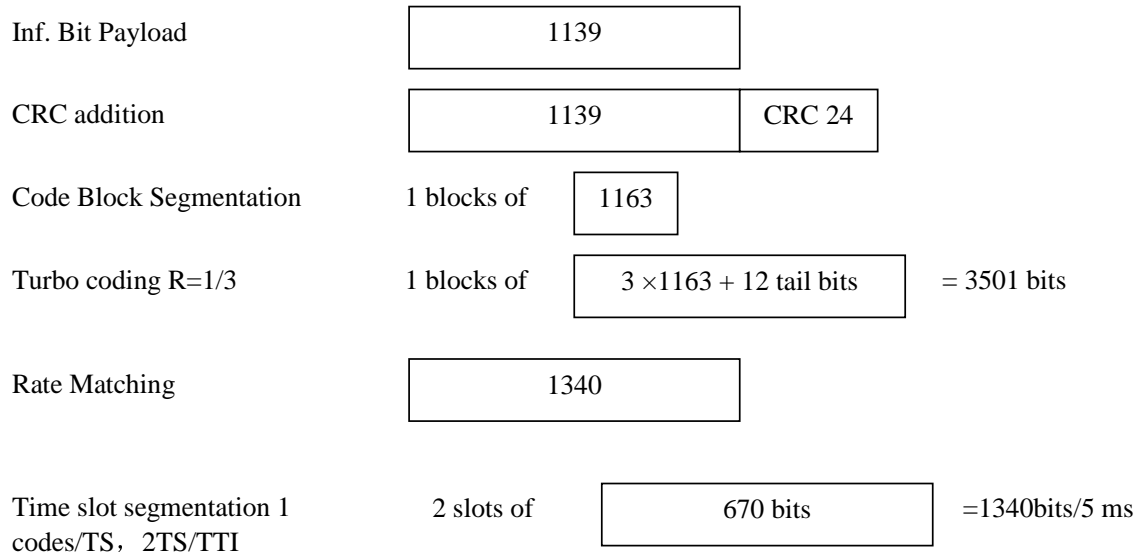 Inf. Bit Payload 1139
CRC addition 1139 CRC 24
Code Block Segmentation 1 blocks of 1163
Turbo coding R=1/3 1 blocks of 3 ×1163 + 12 tail bits = 3501 bits
Rate Matching 1340
Time slot segmentation 1 2 slots of 670 bits =1340bits/5 ms
codes/TS，2TS/TTI